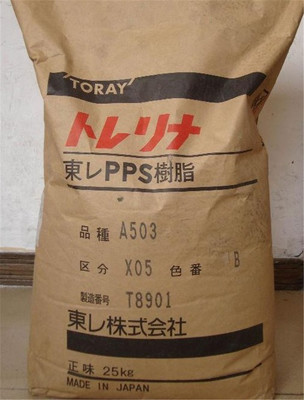 TORAY
トレリナ
東レPPS樹脂
品種 A503
区分 X05 色番 B
製造番号 T8901
東レ株式会社
正味 25kg
MADE IN JAPAN